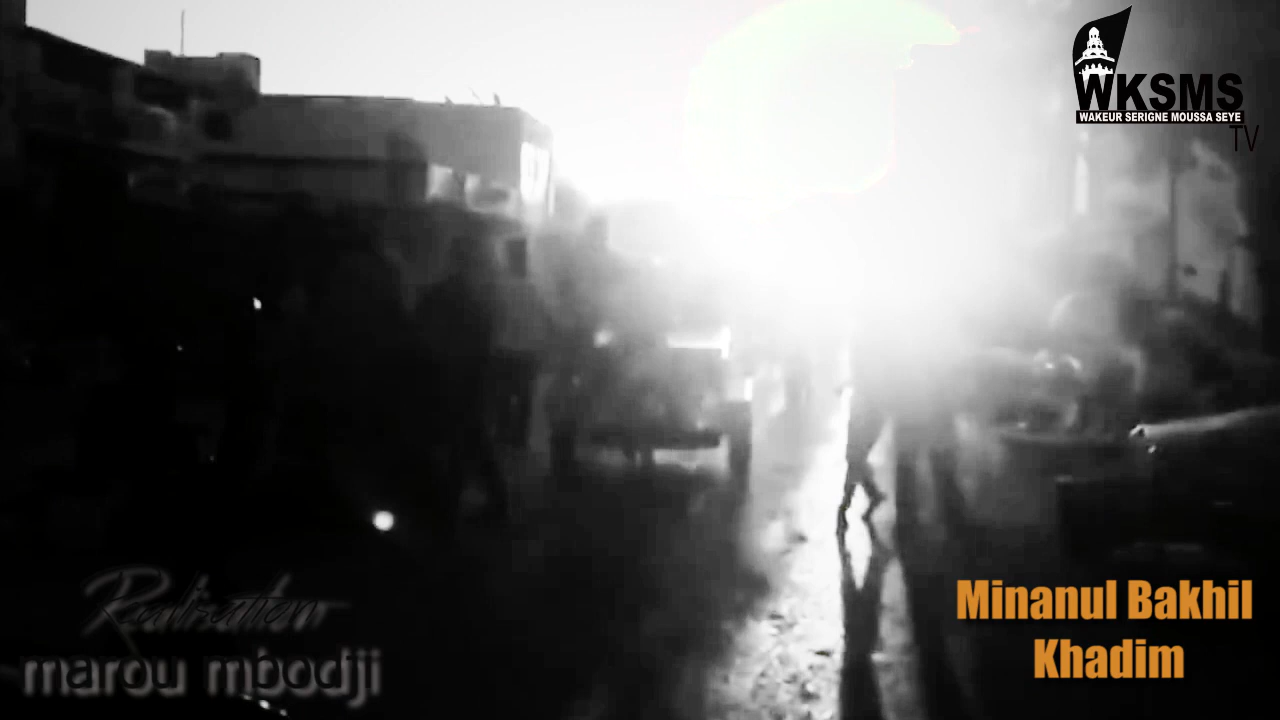 WKSMS
WAKEUR SERIGNE MOUSSA SEYE
TV
Realisation
marou mbodji
Minanul Bakhil
Khadim